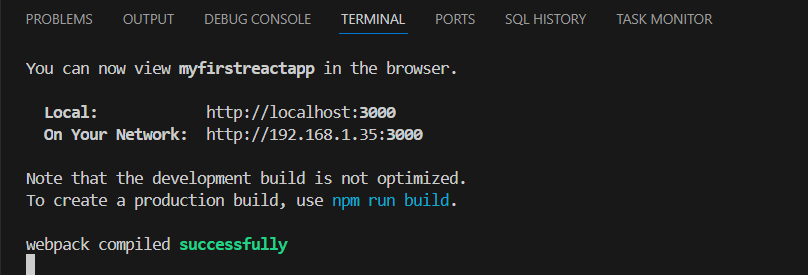 PROBLEMS OUTPUT DEBUG CONSOLE TERMINAL PORTS SQL HISTORY TASK MONITOR
You can now view myfirstreactapp in the browser.
Local: http://localhost:3000
On Your Network: http://192.168.1.35:3000
Note that the development build is not optimized.
To create a production build, use npm run build.
webpack compiled successfully